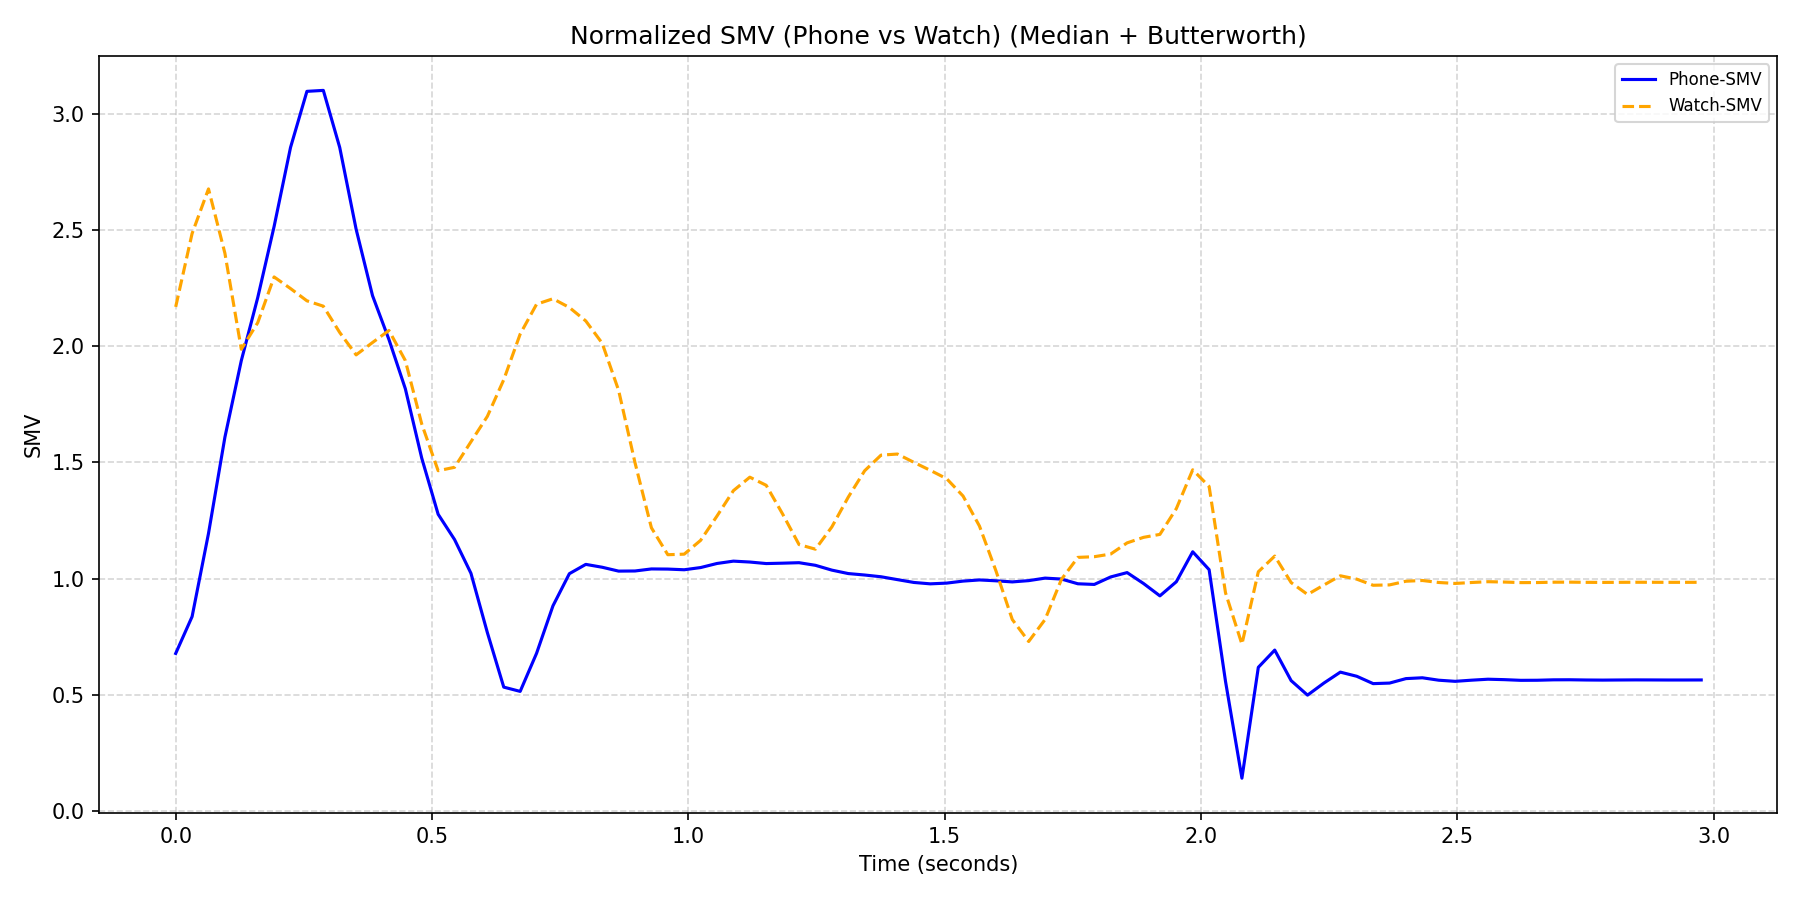 Normalized SMV (Phone vs Watch) (Median + Butterworth)
Phone-SMV
Watch-SMV
3.0
2.5
2.0
1.5
1.0
0.5
0.0
SMV
0.0 0.5 1.0 1.5 2.0 2.5 3.0
Time (seconds)